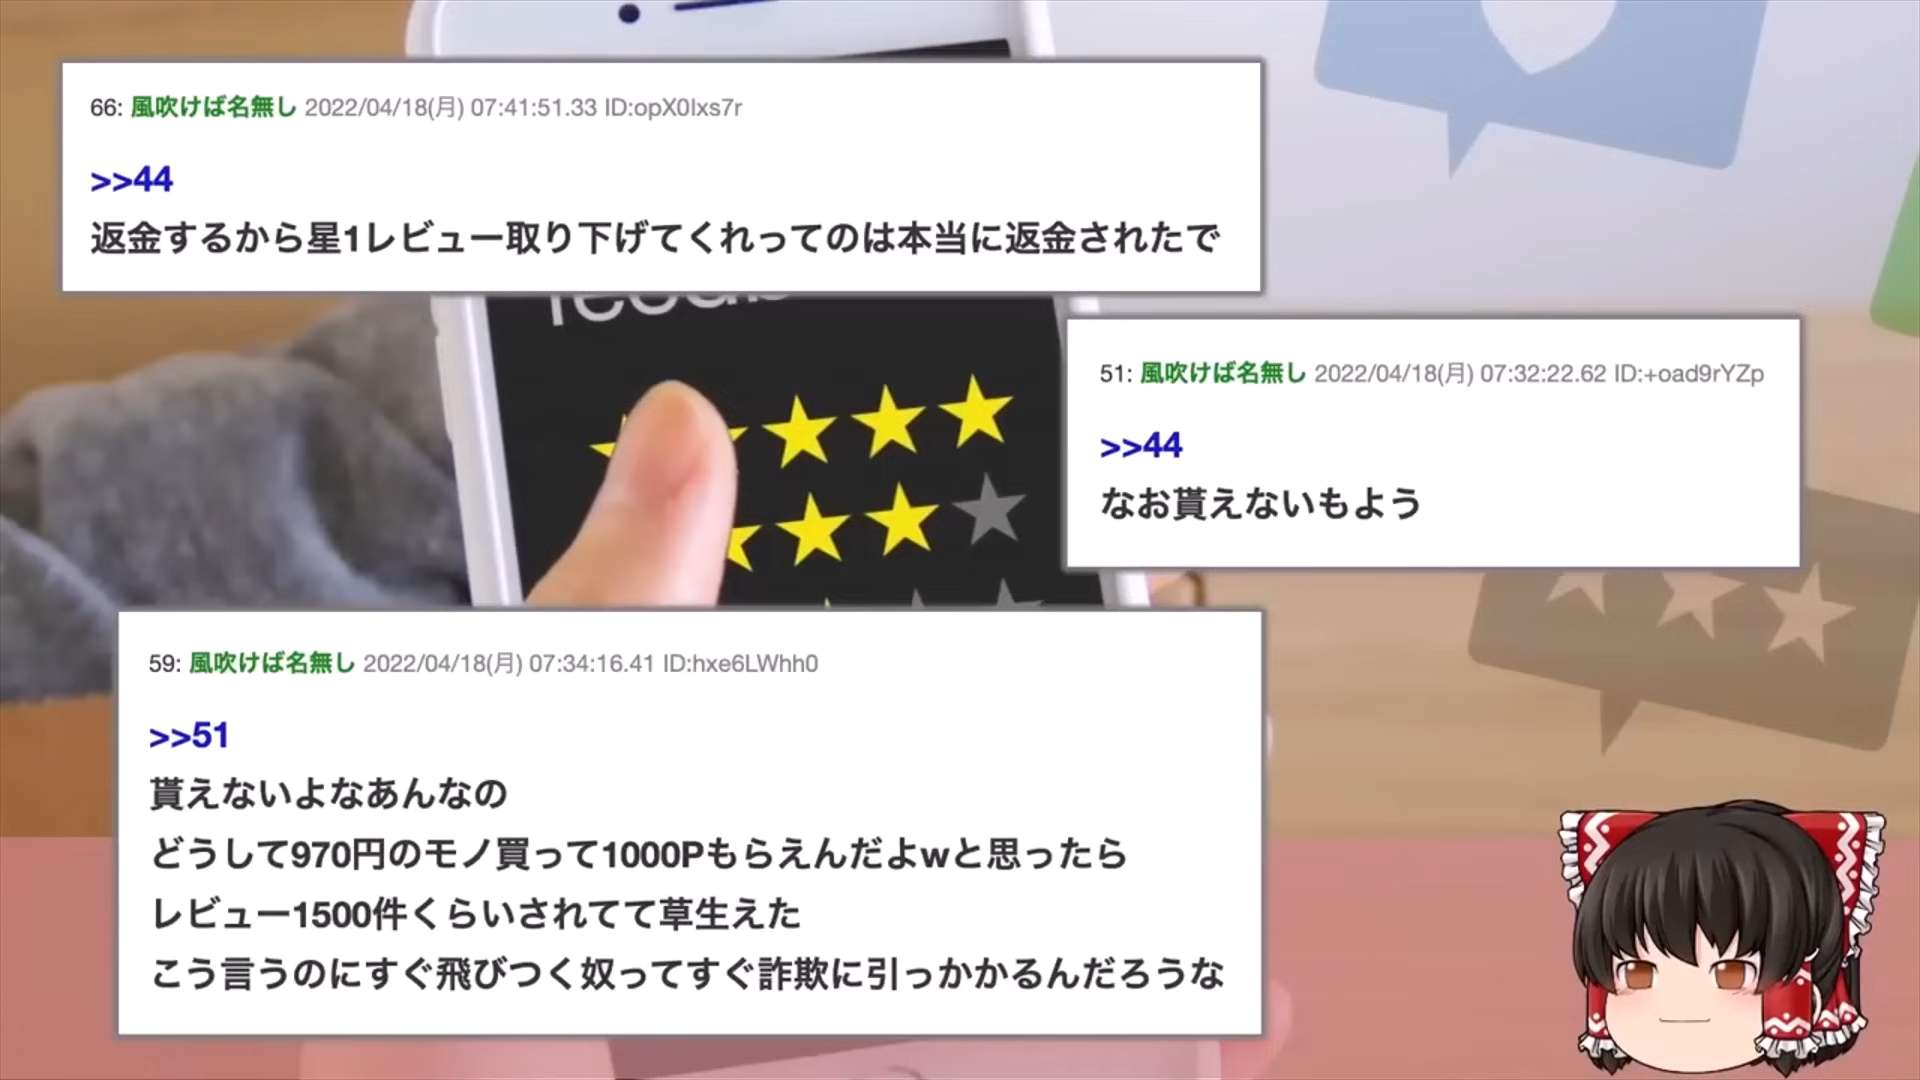 66: 風吹けば名無し 2022/04/18(月) 07:41:51.33 ID:opX0lxs7r
>>44
返金するから星1レビュー取り下げてくれってのは本当に返金されたで
51: 風吹けば名無し 2022/04/18(月) 07:32:22.62 ID:+oad9rYZp
>>44
なお貰えないもよう
59: 風吹けば名無し 2022/04/18(月) 07:34:16.41 ID:hxe6LWhh0
>>51
貰えないよなあんなの
どうして970円のモノ買って1000Pもらえんだよwと思ったら
レビュー1500件くらいされてて草生えた
こう言うのにすぐ飛びつく奴ってすぐ詐欺に引っかかるんだろうな